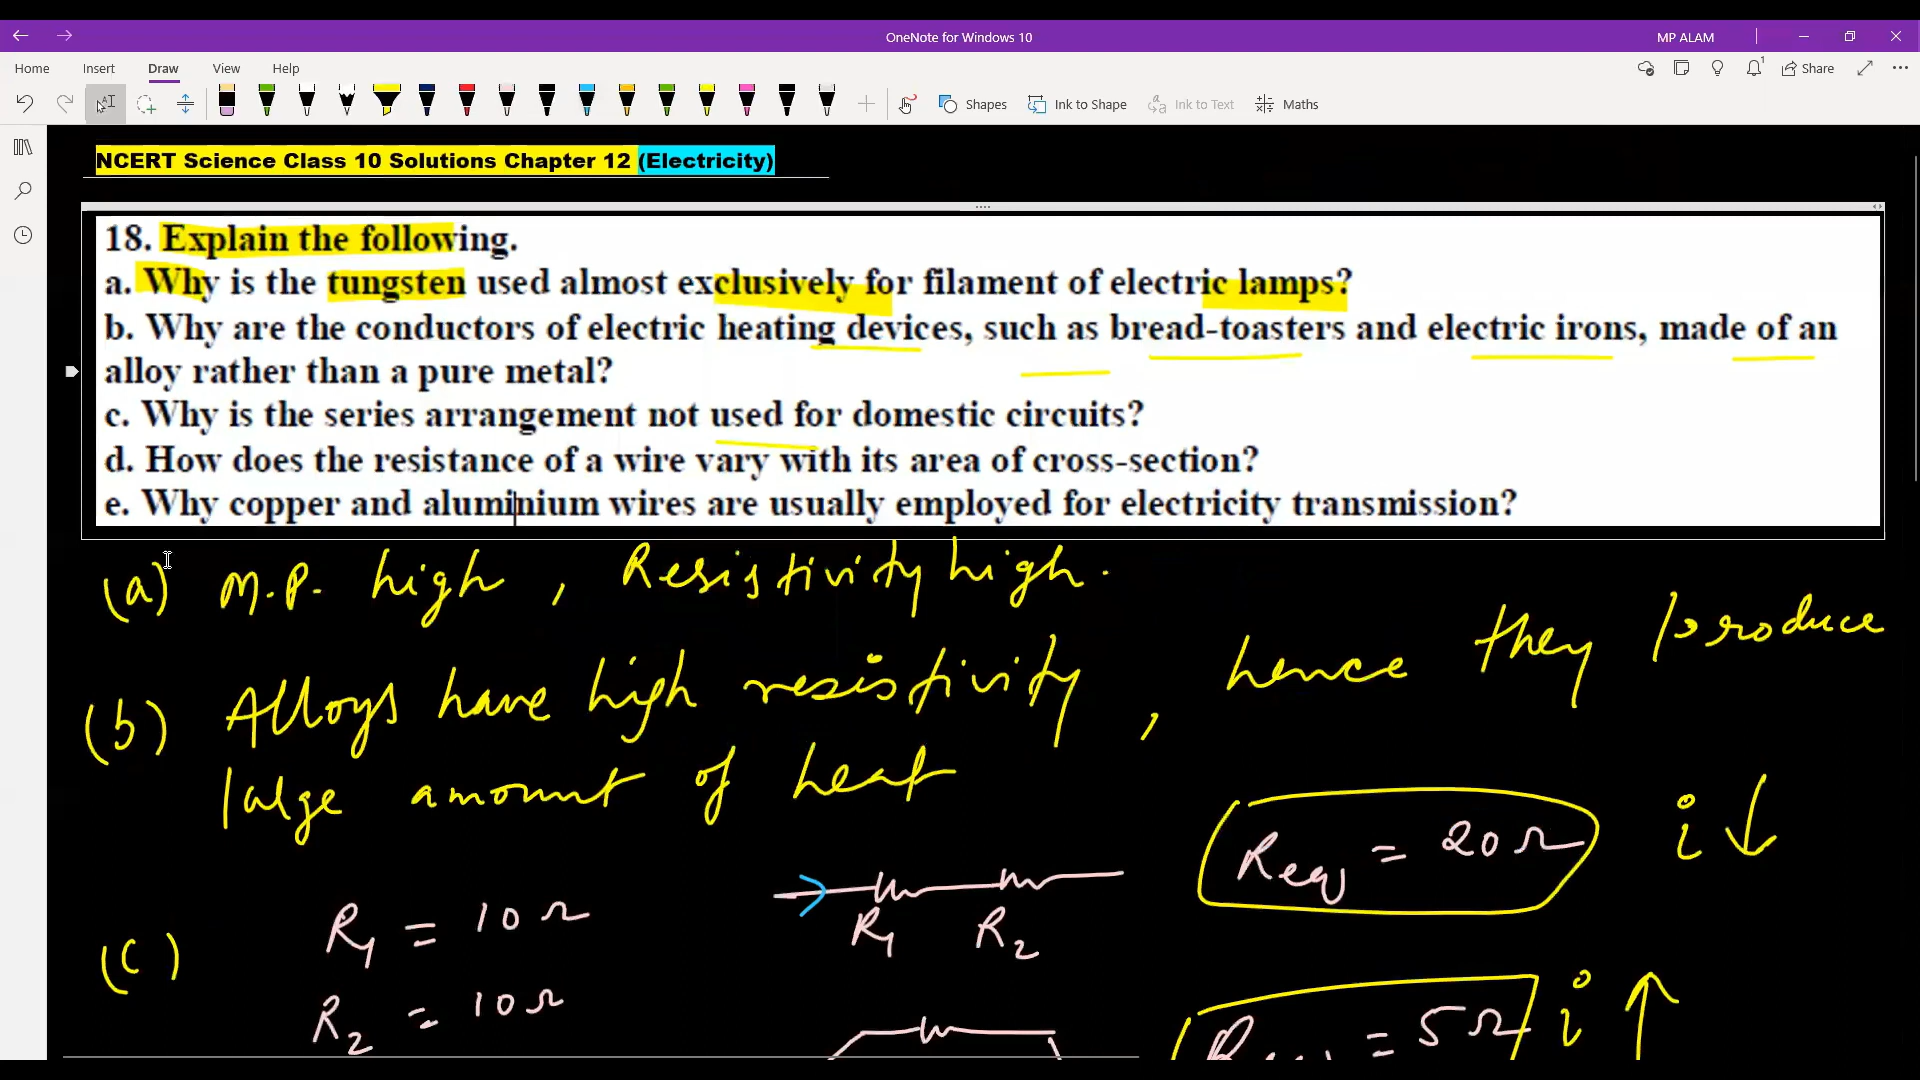 OneNote for Windows 10
MP ALAM
Home Insert Draw View Help
Share
Shapes Ink to Shape Ink to Text Maths
NCERT Science Class 10 Solutions Chapter 12 (Electricity)
18. Explain the following.
a. Why is the tungsten used almost exclusively for filament of electric lamps?
b. Why are the conductors of electric heating devices, such as bread-toasters and electric irons, made of an
alloy rather than a pure metal?
c. Why is the series arrangement not used for domestic circuits?
d. How does the resistance of a wire vary with its area of cross-section?
e. Why copper and aluminium wires are usually employed for electricity transmission?
(a) M.P. high , Resistivity high.
(b) Alloys have high resistivity , hence they produce
large amount of heat
Req = 20 Ω i ↓
R1 R2
(c) R1 = 10 Ω
R2 = 10 Ω
= 5 Ω i ↑